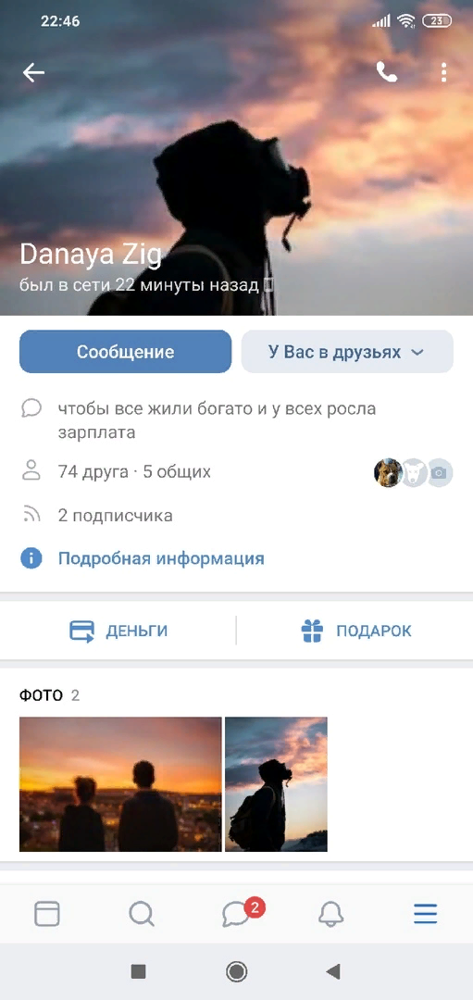 22:46
23
Danaya Zig
был в сети 22 минуты назад
Сообщение
У Вас в друзьях
чтобы все жили богато и у всех росла
зарплата
74 друга · 5 общих
2 подписчика
Подробная информация
ДЕНЬГИ
ПОДАРОК
ФОТО 2
2